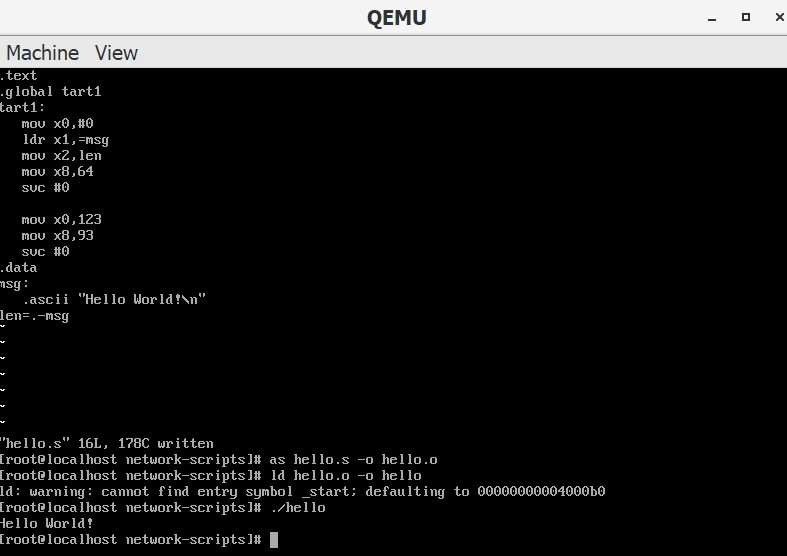 QEMU
Machine View
.text
.global tart1
tart1:
mov x0,#0
ldr x1,=msg
mov x2,len
mov x8,64
svc #0
mov x0,123
mov x8,93
svc #0
.data
msg:
.ascii "Hello World!\n"
len=.-msg
~
~
~
~
~
~
~
"hello.s" 16L, 178C written
[root@localhost network-scripts]# as hello.s -o hello.o
[root@localhost network-scripts]# ld hello.o -o hello
ld: warning: cannot find entry symbol _start; defaulting to 00000000004000b0
[root@localhost network-scripts]# ./hello
Hello World!
[root@localhost network-scripts]#